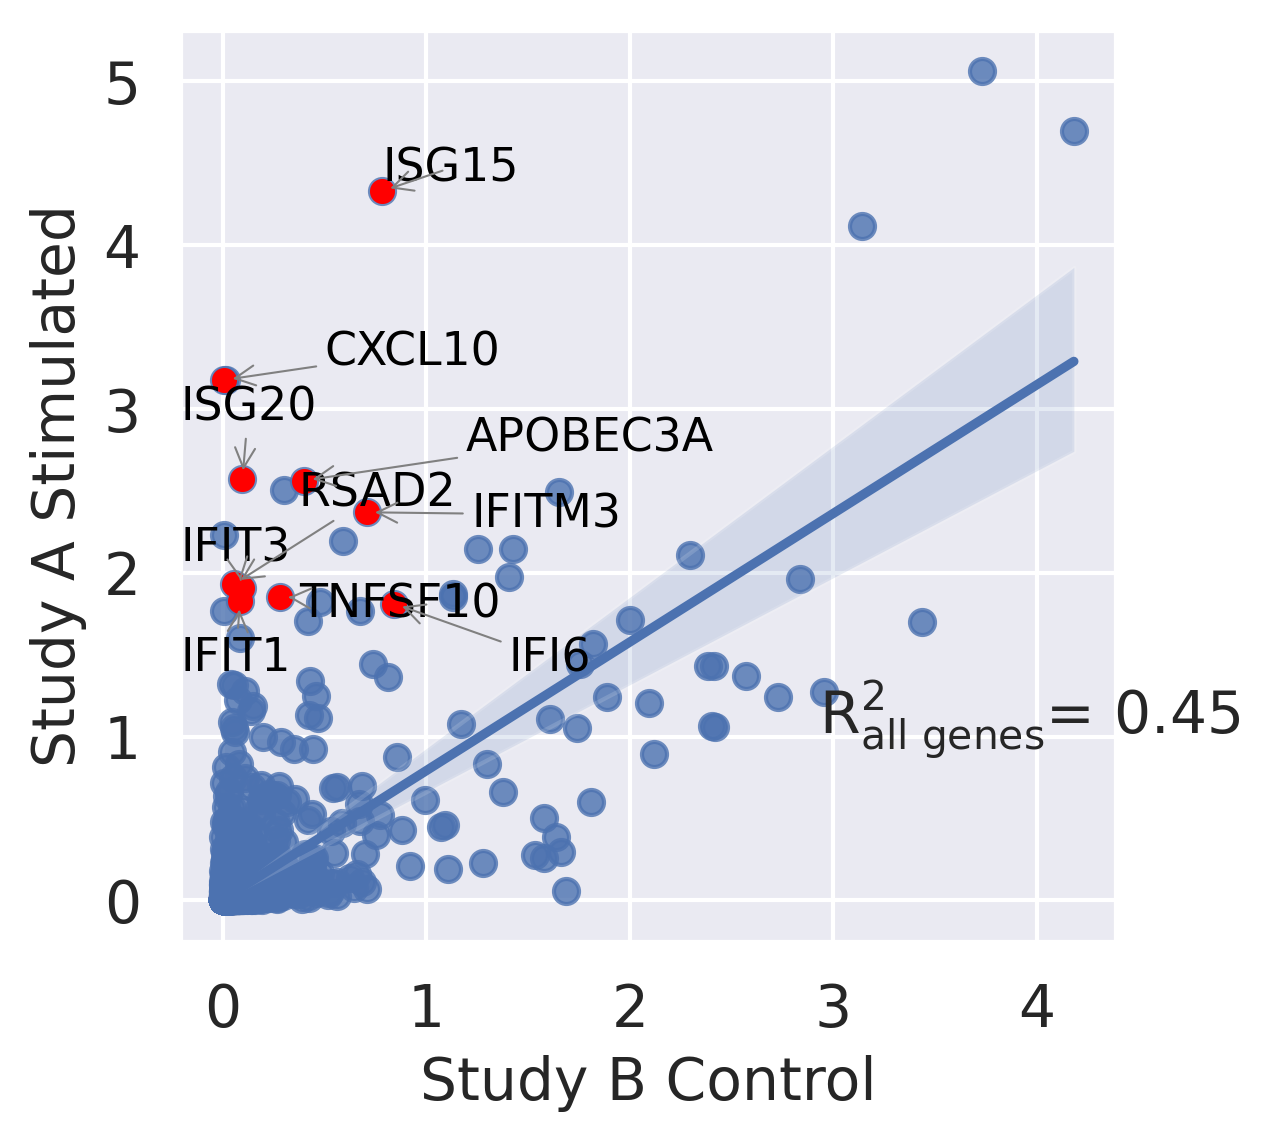 5
4
3
2
1
0
Study A Stimulated
ISG15
CXCL10
ISG20
APOBEC3A
RSAD2
IFITM3
IFIT3
TNFSF10
IFIT1
IFI6
R²all genes = 0.45
0 1 2 3 4
Study B Control